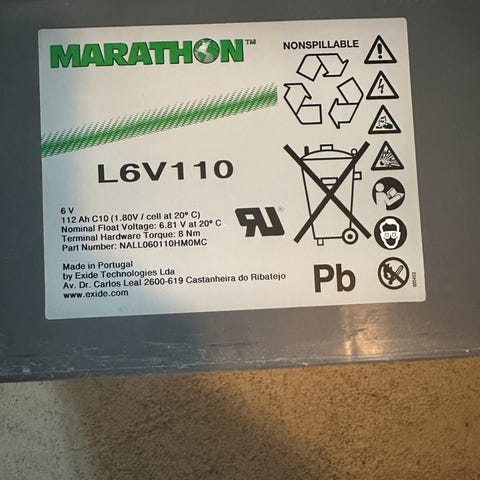 MARATHON™
NONSPILLABLE
L6V110
6 V
112 Ah C10 (1.80V / cell at 20° C)
Nominal Float Voltage: 6.81 V at 20° C
Terminal Hardware Torque: 8 Nm
Part Number: NALL060110HM0MC
Made in Portugal
by Exide Technologies Lda
Av. Dr. Carlos Leal 2600-619 Castanheira do Ribatejo
www.exide.com
Pb